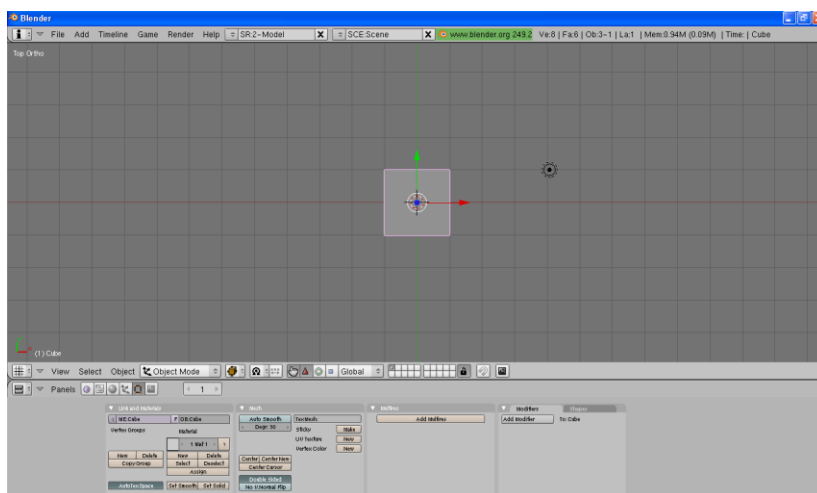 Blender
File Add Timeline Game Render Help SR:2-Model X SCE:Scene X www.blender.org 249.2 Ve:8 | Fa:6 | Ob:3-1 | La:1 | Mem:0.94M (0.09M) | Time: | Cube
Top Ortho
(1) Cube
View Select Object Object Mode Global
Panels 1
Link and Materials Mesh Multires Modifiers Shapes
ME:Cube F OB:Cube Auto Smooth TexMesh: Add Multires Add Modifier To: Cube
Vertex Groups Material Degr: 30 Sticky Make
1 Mat 1 ? UV Texture New
New Delete New Delete Vertex Color New
Copy Group Select Deselect Center Center New
Assign Center Cursor
AutoTexSpace Set Smooth Set Solid Double Sided
No V.Normal Flip